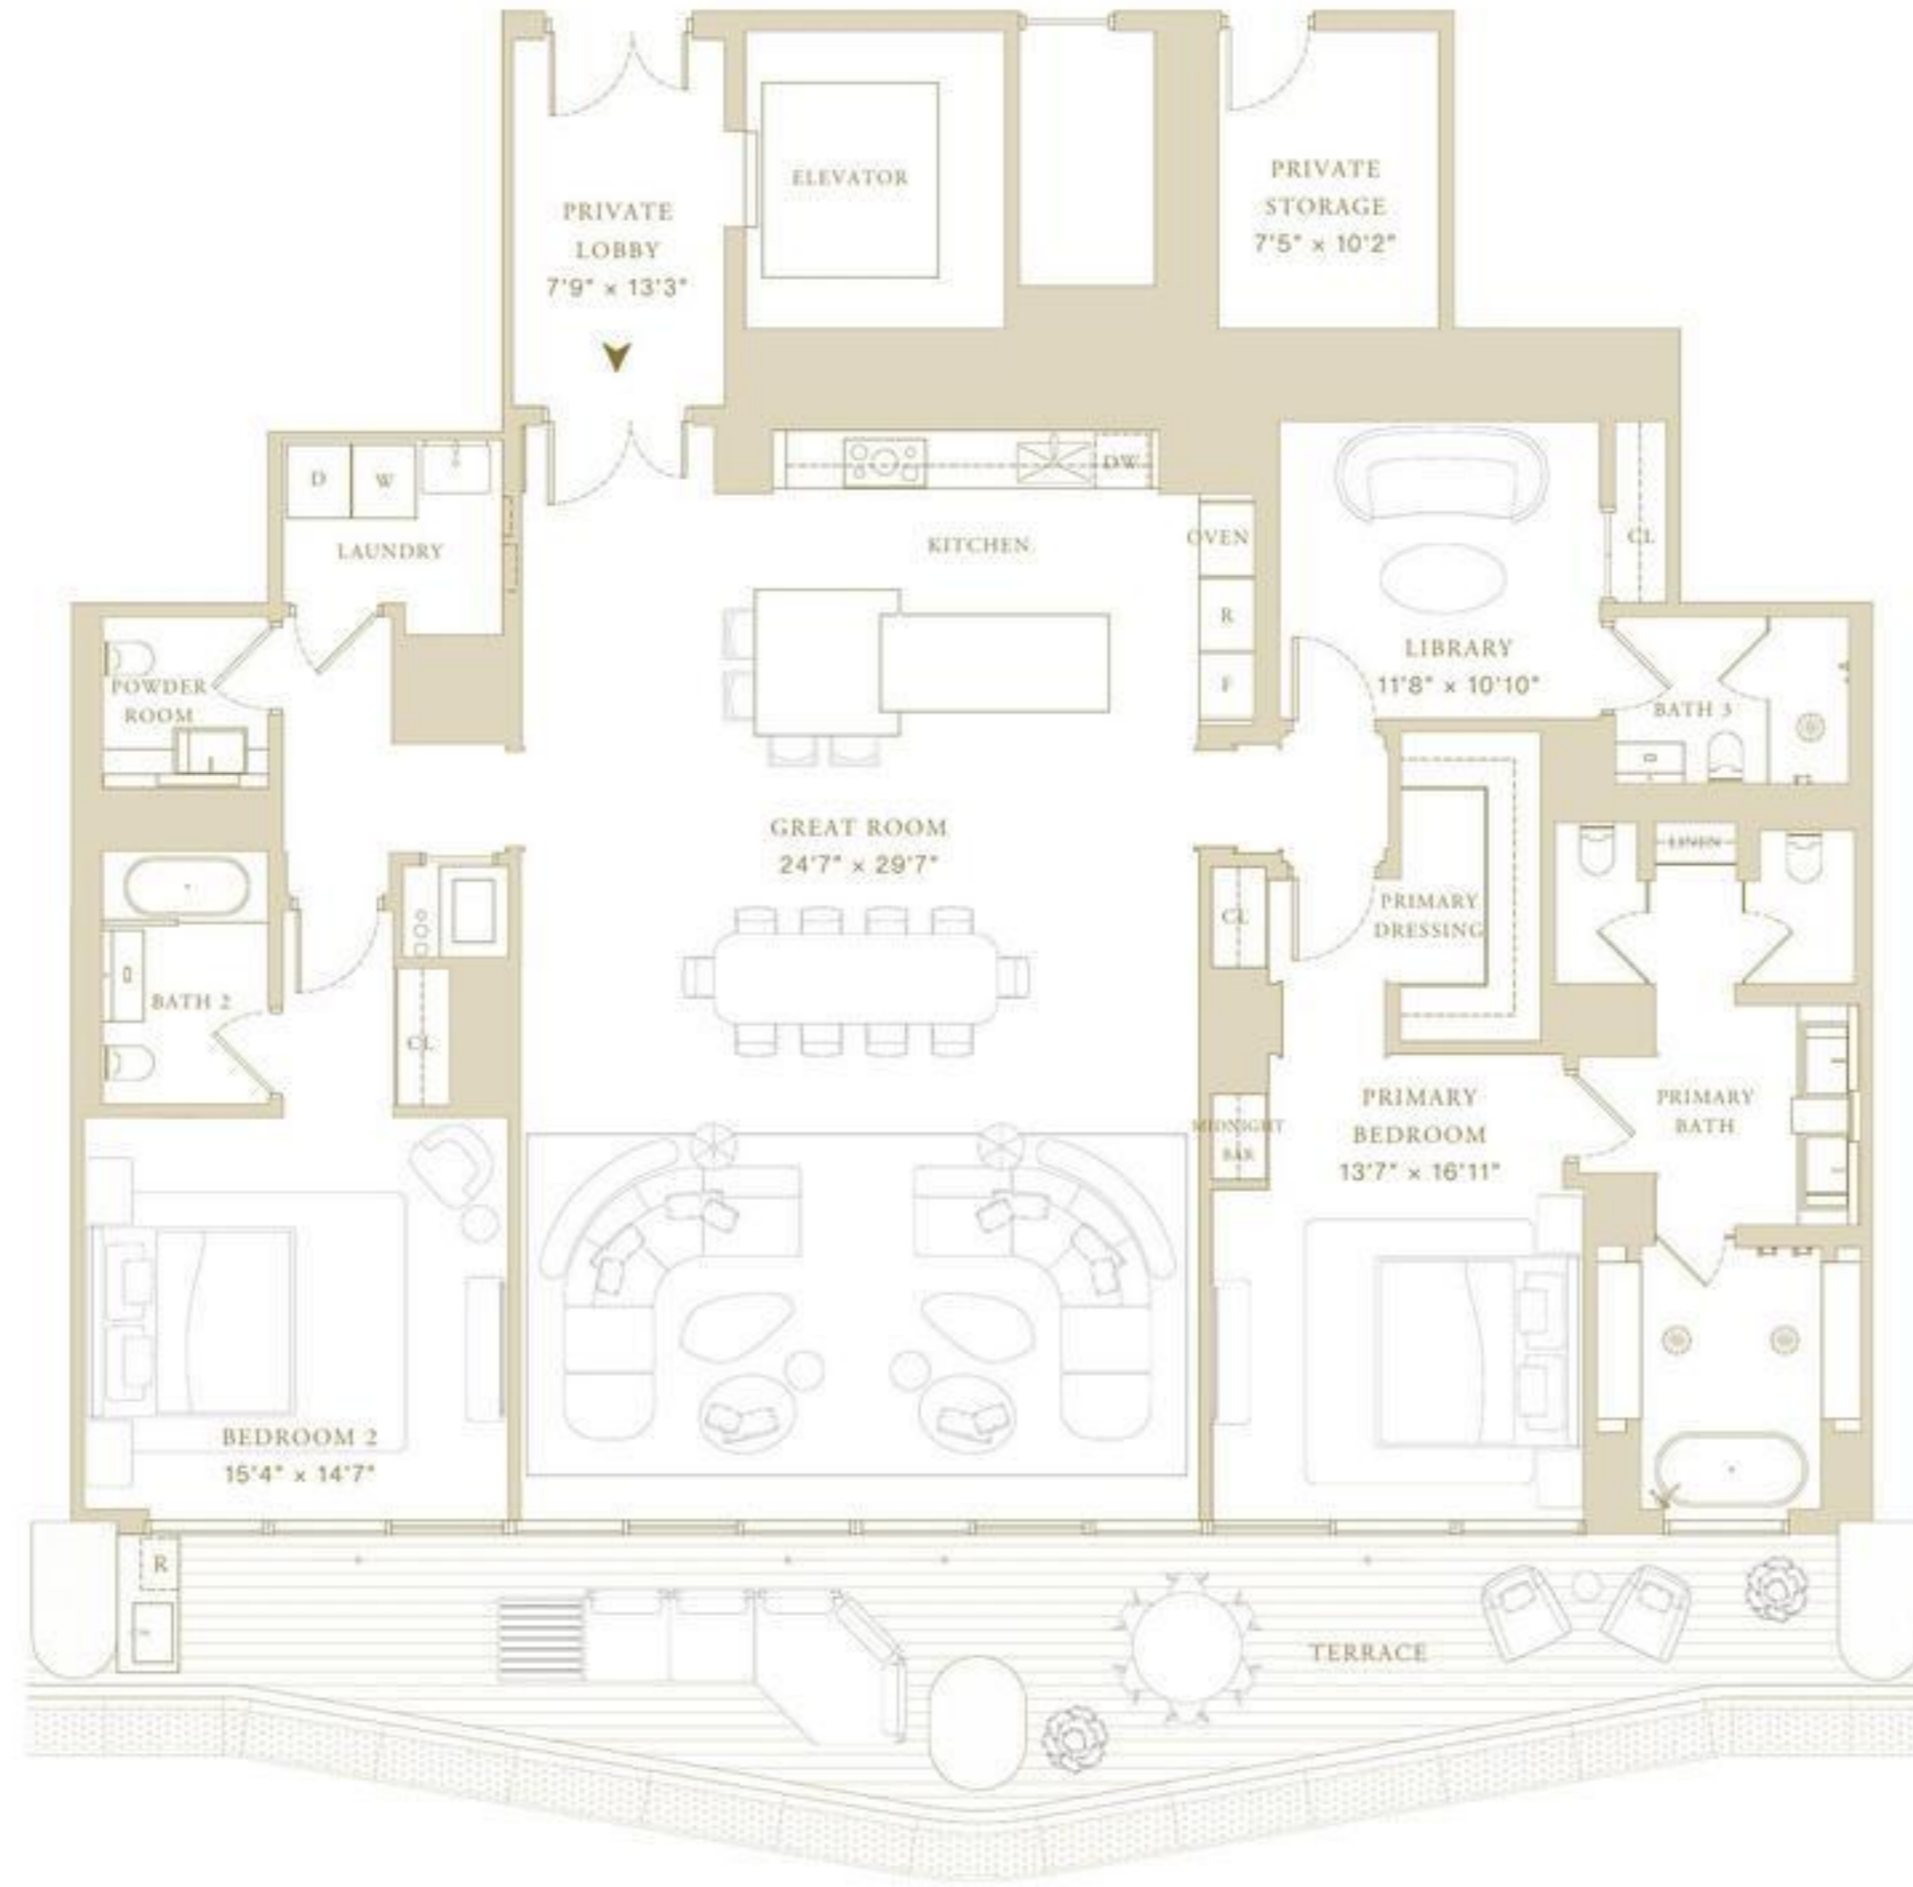 ELEVATOR
PRIVATE
STORAGE
7'5" × 10'2"
PRIVATE
LOBBY
7'9" × 13'3"
D
W
LAUNDRY
DW
KITCHEN
OVEN
R
F
CL
LIBRARY
11'8" × 10'10"
BATH 3
POWDER
ROOM
GREAT ROOM
24'7" × 29'7"
LINEN
CL
PRIMARY
DRESSING
BATH 2
CL
MIDNIGHT
BAR
PRIMARY
BEDROOM
13'7" × 16'11"
PRIMARY
BATH
BEDROOM 2
15'4" × 14'7"
R
TERRACE